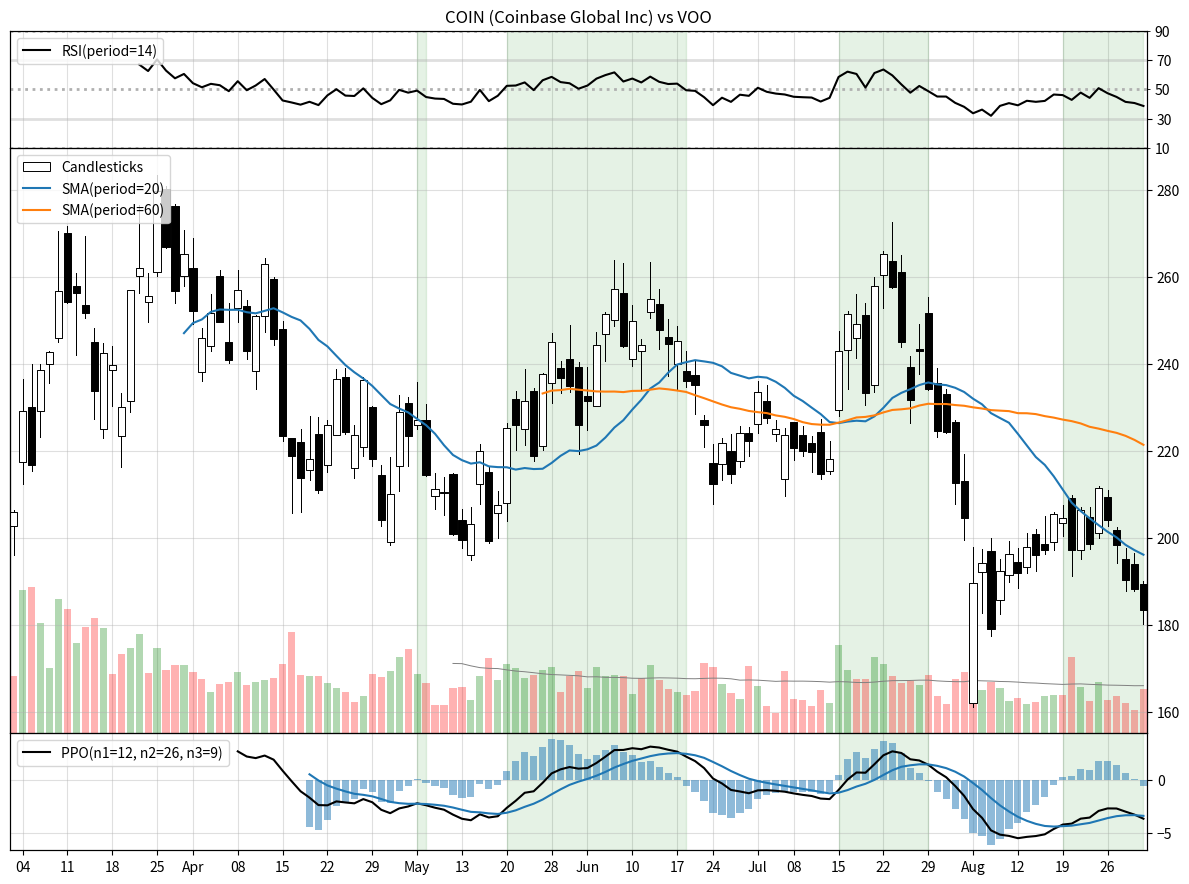 COIN (Coinbase Global Inc) vs VOO
RSI(period=14)
90
70
50
30
10
Candlesticks
SMA(period=20)
SMA(period=60)
280
260
240
220
200
180
160
PPO(n1=12, n2=26, n3=9)
0
−5
04 11 18 25 Apr 08 15 22 29 May 13 20 28 Jun 10 17 24 Jul 08 15 22 29 Aug 12 19 26